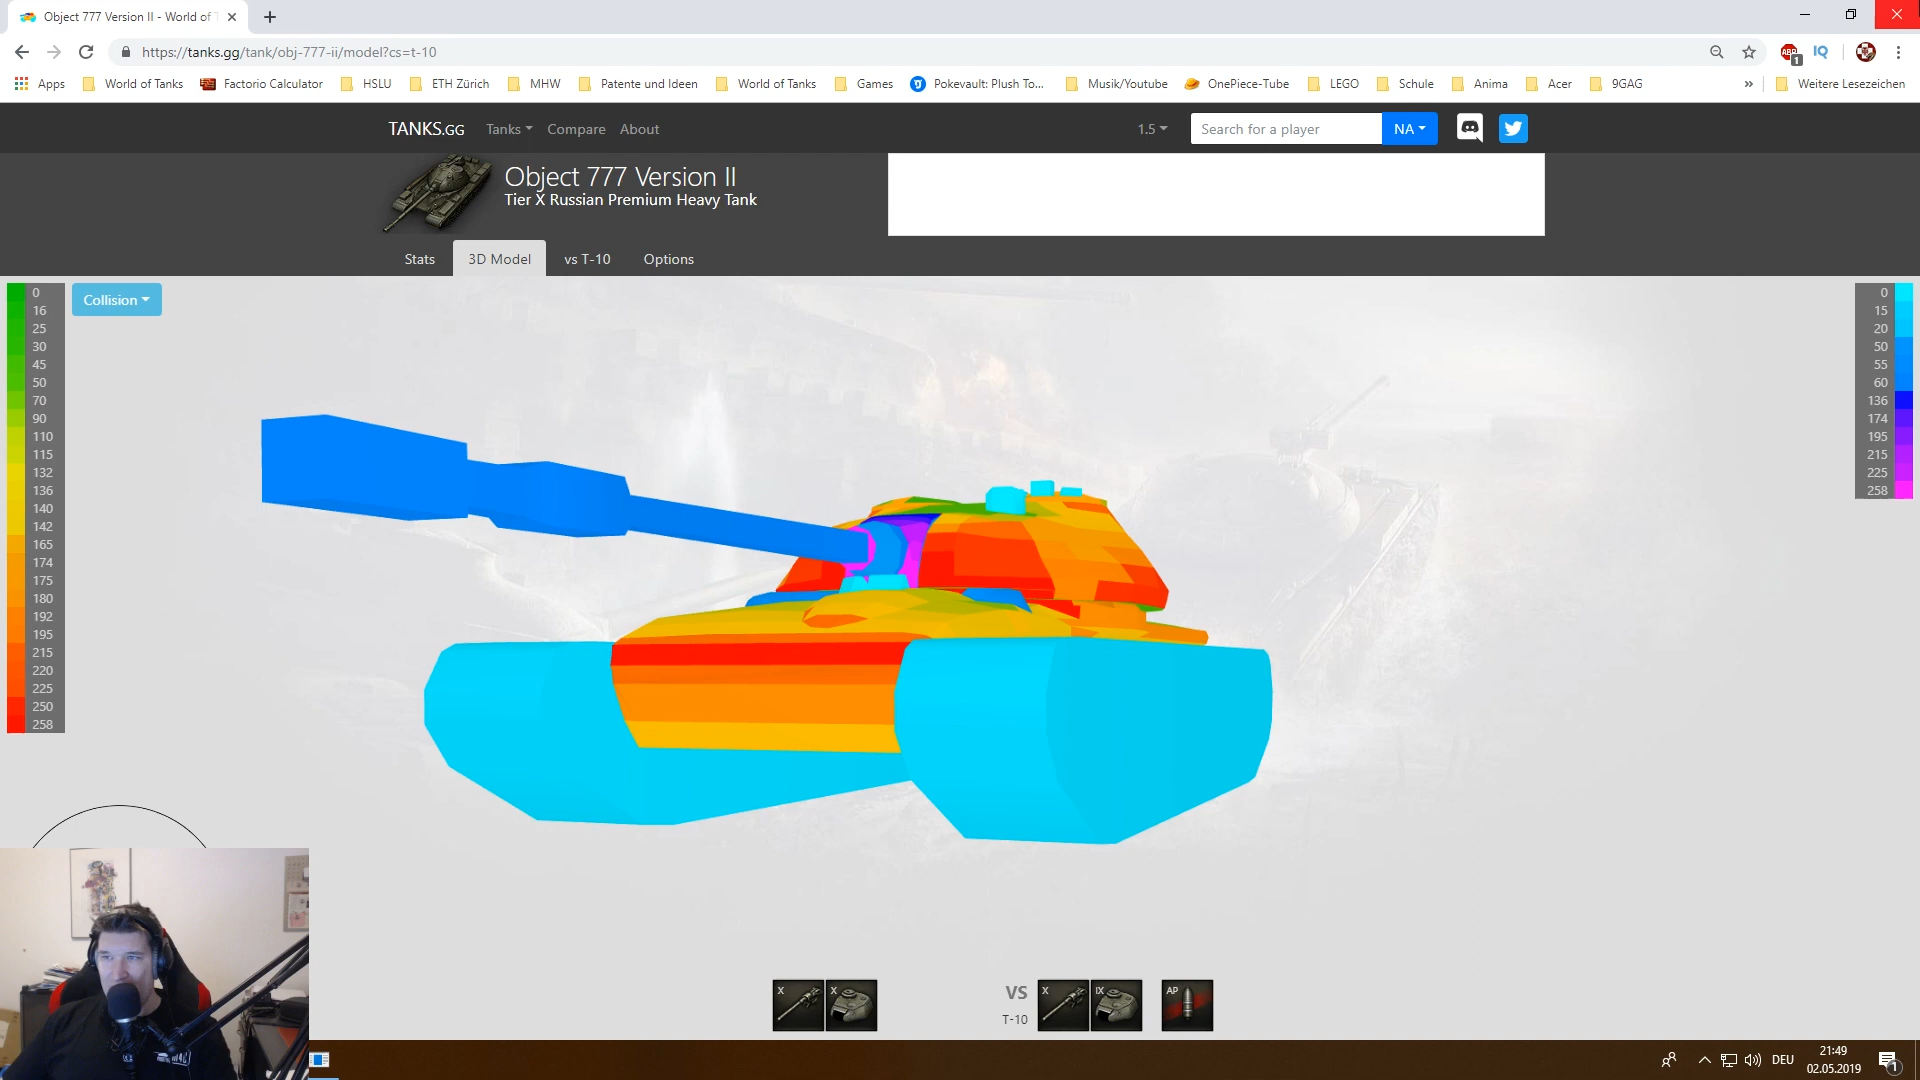 Object 777 Version II - World of T
https://tanks.gg/tank/obj-777-ii/model?cs=t-10
ABP
1
IQ
Apps
World of Tanks
Factorio Calculator
HSLU
ETH Zürich
MHW
Patente und Ideen
World of Tanks
Games
Pokevault: Plush To...
Musik/Youtube
OnePiece-Tube
LEGO
Schule
Anima
Acer
9GAG
»
Weitere Lesezeichen
TANKS.GG
Tanks
Compare
About
1.5
Search for a player
NA
Object 777 Version II
Tier X Russian Premium Heavy Tank
Stats
3D Model
vs T-10
Options
Collision
0
16
25
30
45
50
70
90
110
115
132
136
140
142
165
174
175
180
192
195
215
220
225
250
258
0
15
20
50
55
60
136
174
195
215
225
258
X
X
VS
T-10
X
IX
AP
DEU
21:49
02.05.2019
1